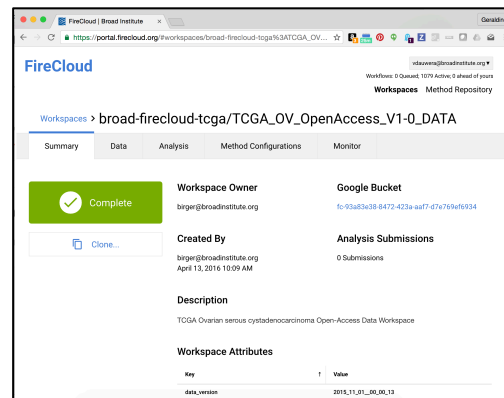 FireCloud | Broad Institute
Geraldin
https://portal.firecloud.org/#workspaces/broad-firecloud-tcga%3ATCGA_OV...
FireCloud
vdauwera@broadinstitute.org
Workflows: 0 Queued; 1079 Active; 0 ahead of yours
Workspaces Method Repository
Workspaces > broad-firecloud-tcga/TCGA_OV_OpenAccess_V1-0_DATA
Summary Data Analysis Method Configurations Monitor
Complete
Clone...
Workspace Owner
birger@broadinstitute.org
Google Bucket
fc-93a83e38-8472-423a-aaf7-d7e769ef6934
Created By
birger@broadinstitute.org
April 13, 2016 10:09 AM
Analysis Submissions
0 Submissions
Description
TCGA Ovarian serous cystadenocarcinoma Open-Access Data Workspace
Workspace Attributes
Key ↑ Value
data_version 2015_11_01__00_00_13